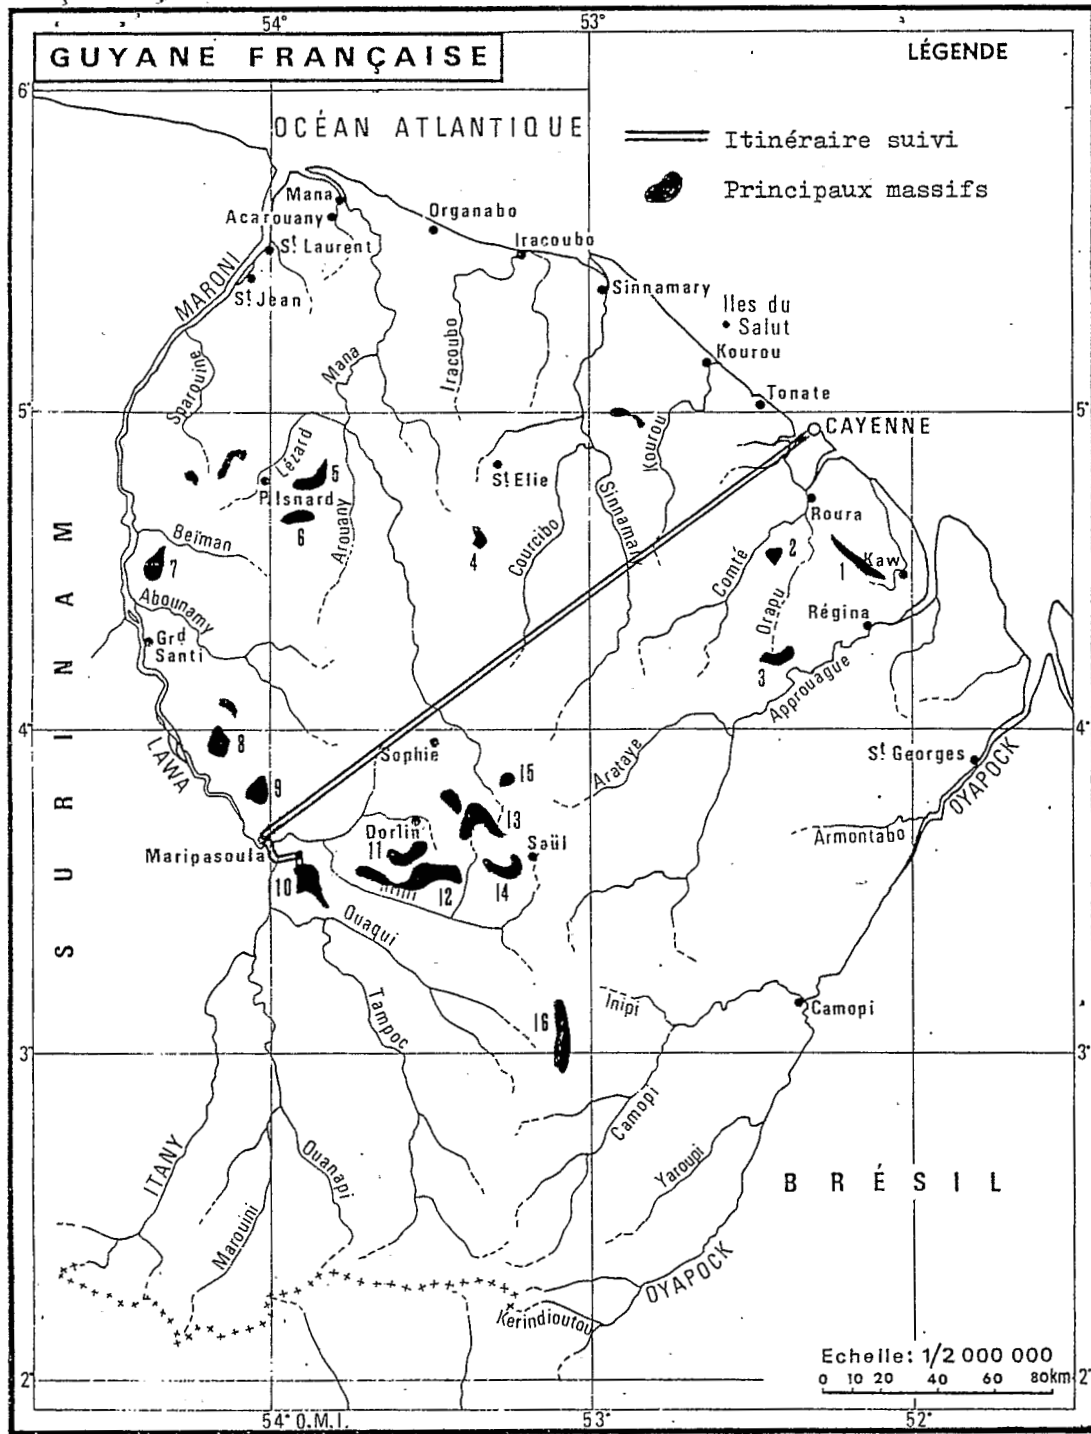 54°
53°
GUYANE FRANÇAISE
LÉGENDE
6°
OCÉAN ATLANTIQUE
Itinéraire suivi
Principaux massifs
Mana
Acarouany
Organabo
St Laurent
Iracoubo
MARONI
St Jean
Sinnamary
Iles du
Salut
Kourou
Sparouine
Mana
Iracoubo
Tonate
5°
5°
CAYENNE
Lézard
Kourou
5
St Elie
P. Isnard
Sinnamary
Roura
6
Arouany
Beïman
4
Courcibo
Comté
2
1
Kaw
7
Abounamy
Orapu
Régina
Grd
Santi
3
Approuague
4°
8
Sophie
St Georges
LAWA
Arataye
OYAPOCK
15
9
13
Armontabo
Dorlin
Saül
Maripasoula
11
10
Inini
12
14
Ouaqui
SURINAM
Tampoc
Inipi
Camopi
16
3°
3°
Camopi
ITANY
Ouanapi
Yaroupi
BRÉSIL
Marouini
OYAPOCK
Kerindioutou
Echelle: 1/2 000 000
0 10 20 40 60 80km
2°
2°
54° O.M.I.
53°
52°